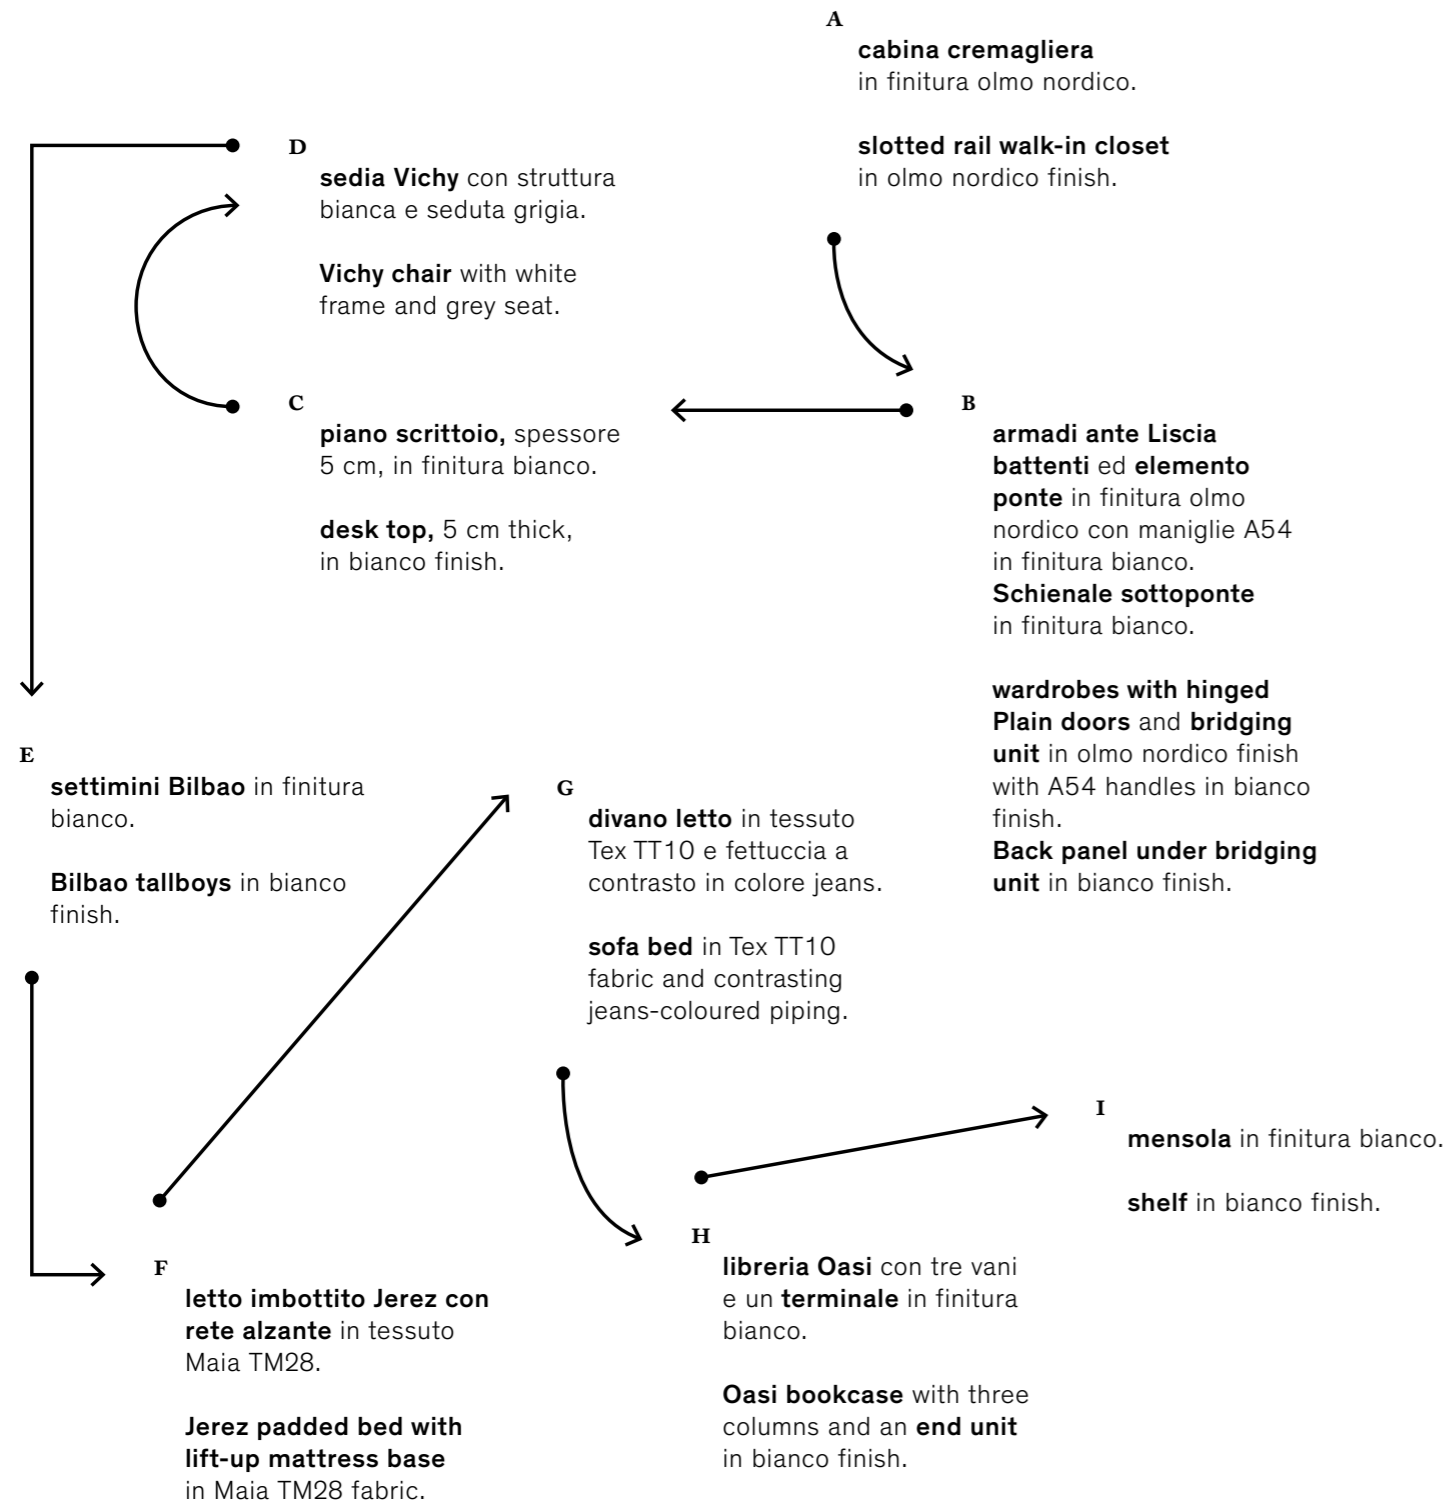 A
cabina cremagliera
in finitura olmo nordico.
slotted rail walk-in closet
in olmo nordico finish.
B
armadi ante Liscia
battenti ed elemento
ponte in finitura olmo
nordico con maniglie A54
in finitura bianco.
Schienale sottoponte
in finitura bianco.
wardrobes with hinged
Plain doors and bridging
unit in olmo nordico finish
with A54 handles in bianco
finish.
Back panel under bridging
unit in bianco finish.
C
piano scrittoio, spessore
5 cm, in finitura bianco.
desk top, 5 cm thick,
in bianco finish.
D
sedia Vichy con struttura
bianca e seduta grigia.
Vichy chair with white
frame and grey seat.
E
settimini Bilbao in finitura
bianco.
Bilbao tallboys in bianco
finish.
F
letto imbottito Jerez con
rete alzante in tessuto
Maia TM28.
Jerez padded bed with
lift-up mattress base
in Maia TM28 fabric.
G
divano letto in tessuto
Tex TT10 e fettuccia a
contrasto in colore jeans.
sofa bed in Tex TT10
fabric and contrasting
jeans-coloured piping.
H
libreria Oasi con tre vani
e un terminale in finitura
bianco.
Oasi bookcase with three
columns and an end unit
in bianco finish.
I
mensola in finitura bianco.
shelf in bianco finish.